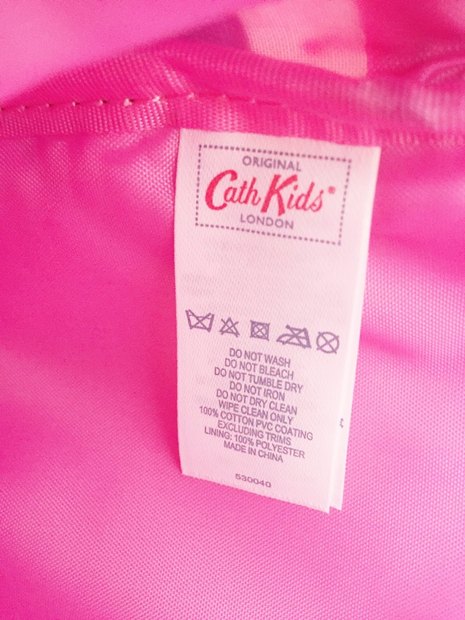 ORIGINAL
Cath Kids®
LONDON
DO NOT WASH
DO NOT BLEACH
DO NOT TUMBLE DRY
DO NOT IRON
DO NOT DRY CLEAN
WIPE CLEAN ONLY
100% COTTON PVC COATING
EXCLUDING TRIMS
LINING: 100% POLYESTER
MADE IN CHINA
530040